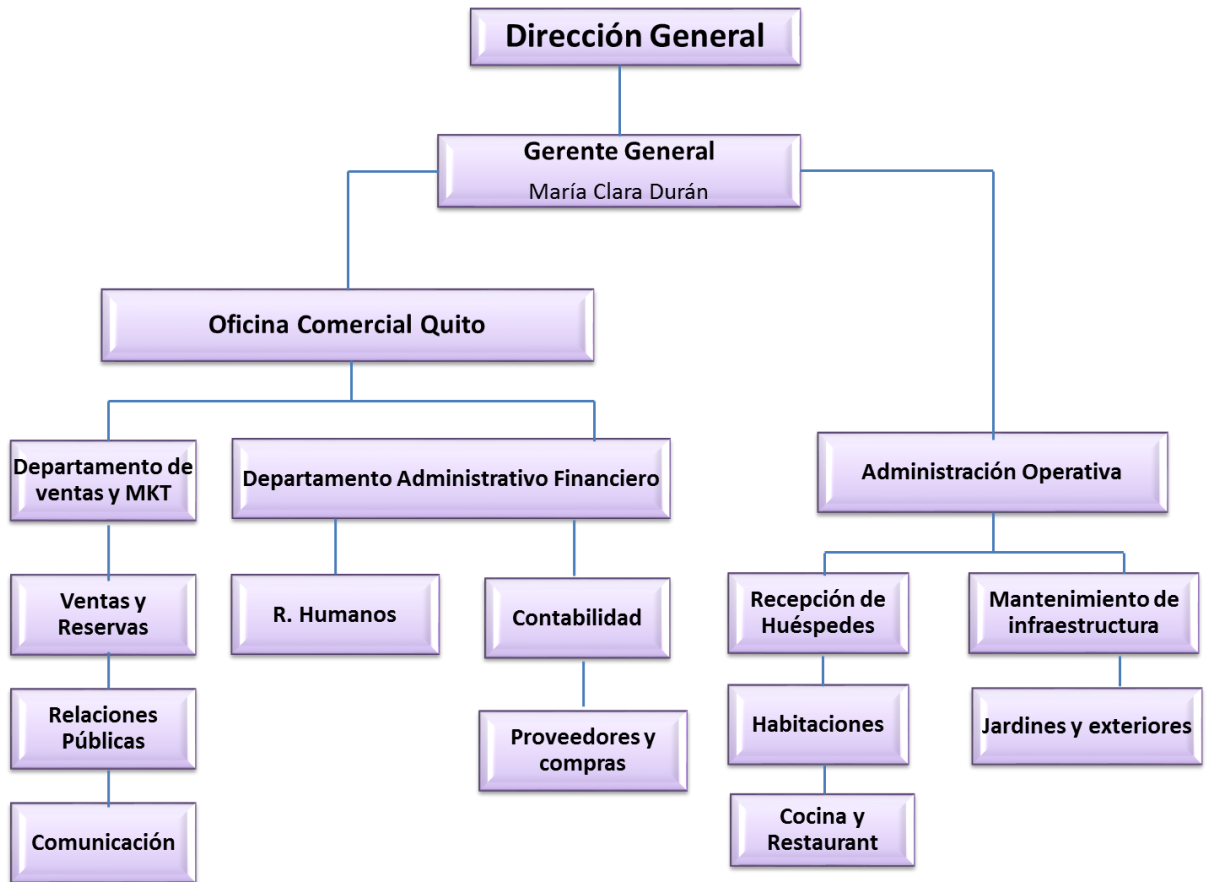 Dirección General
Gerente General
María Clara Durán
Oficina Comercial Quito
Departamento de
ventas y MKT
Departamento Administrativo Financiero
Administración Operativa
Ventas y
Reservas
R. Humanos
Contabilidad
Recepción de
Huéspedes
Mantenimiento de
infraestructura
Relaciones
Públicas
Proveedores y
compras
Habitaciones
Jardines y exteriores
Comunicación
Cocina y
Restaurant